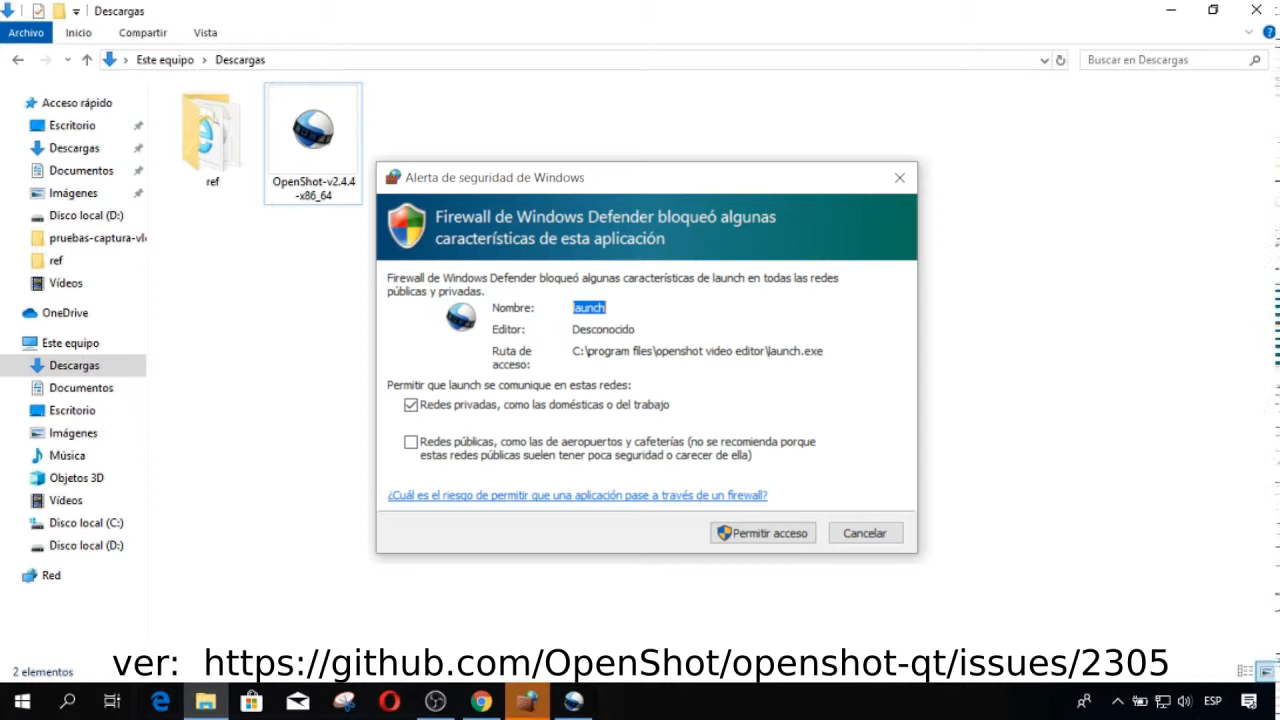 Descargas
Archivo
Inicio
Compartir
Vista
Este equipo
Descargas
Buscar en Descargas
Acceso rápido
Escritorio
Descargas
Documentos
Imágenes
Disco local (D:)
pruebas-captura-vl
ref
Vídeos
OneDrive
Este equipo
Descargas
Documentos
Escritorio
Imágenes
Música
Objetos 3D
Vídeos
Disco local (C:)
Disco local (D:)
Red
ref
OpenShot-v2.4.4
-x86_64
Alerta de seguridad de Windows
Firewall de Windows Defender bloqueó algunas
características de esta aplicación
Firewall de Windows Defender bloqueó algunas características de launch en todas las redes
públicas y privadas.
Nombre: launch
Editor: Desconocido
Ruta de C:\program files\openshot video editor\launch.exe
acceso:
Permitir que launch se comunique en estas redes:
Redes privadas, como las domésticas o del trabajo
Redes públicas, como las de aeropuertos y cafeterías (no se recomienda porque
estas redes públicas suelen tener poca seguridad o carecer de ella)
¿Cuál es el riesgo de permitir que una aplicación pase a través de un firewall?
Permitir acceso
Cancelar
2 elementos
ver: https://github.com/OpenShot/openshot-qt/issues/2305
ESP